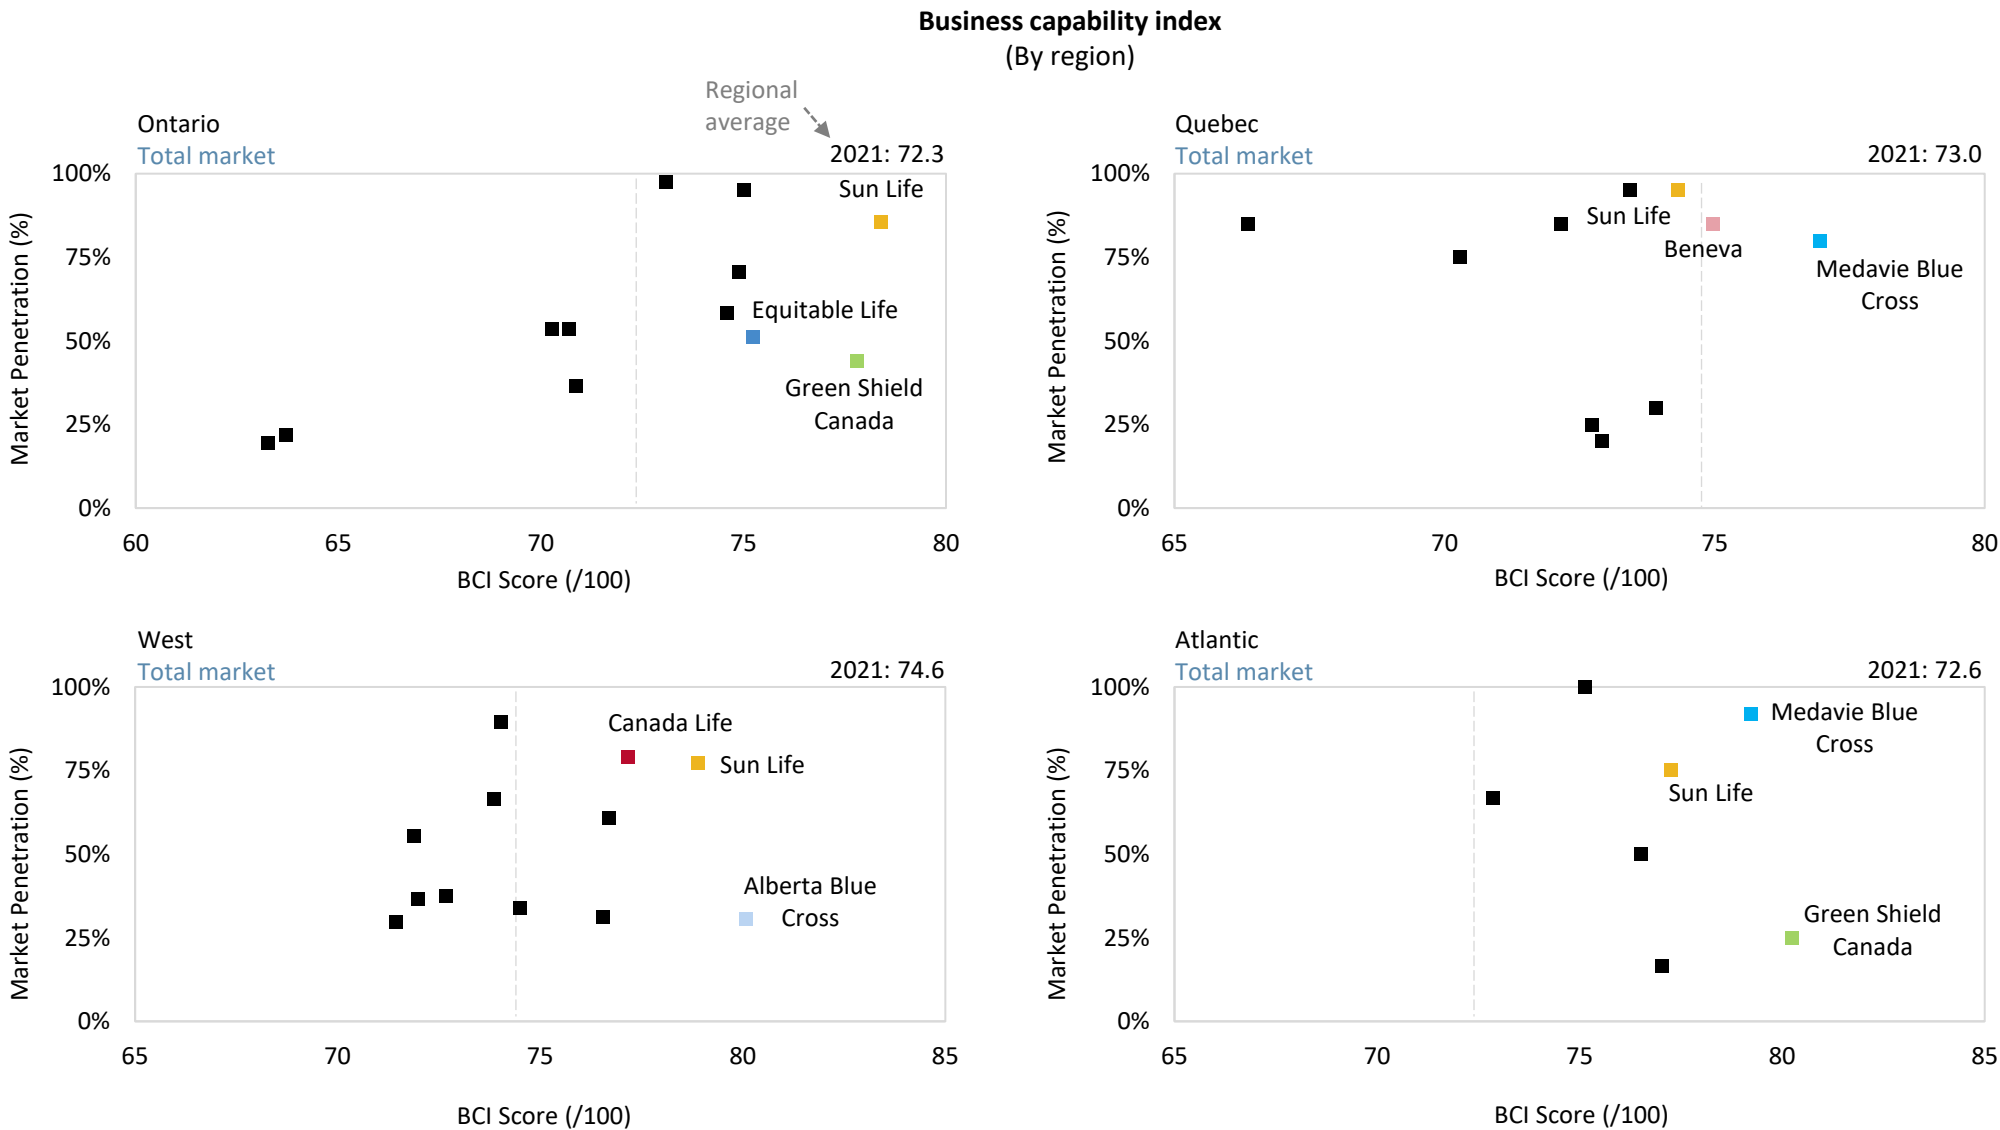 Business capability index
(By region)
Regional
average
Ontario
Total market
2021: 72.3
100%
75%
50%
25%
0%
Market Penetration (%)
Sun Life
Equitable Life
Green Shield
Canada
60 65 70 75 80
BCI Score (/100)
Quebec
Total market
2021: 73.0
100%
75%
50%
25%
0%
Market Penetration (%)
Sun Life
Beneva
Medavie Blue
Cross
65 70 75 80
BCI Score (/100)
West
Total market
2021: 74.6
100%
75%
50%
25%
0%
Market Penetration (%)
Canada Life
Sun Life
Alberta Blue
Cross
65 70 75 80 85
BCI Score (/100)
Atlantic
Total market
2021: 72.6
100%
75%
50%
25%
0%
Market Penetration (%)
Medavie Blue
Cross
Sun Life
Green Shield
Canada
65 70 75 80 85
BCI Score (/100)